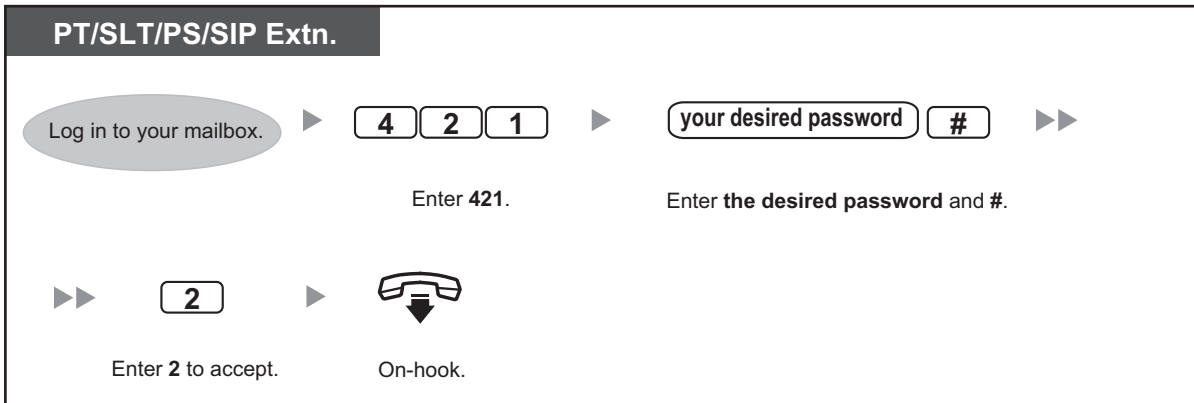 PT/SLT/PS/SIP Extn.
Log in to your mailbox.
4 2 1
your desired password #
Enter 421.
Enter the desired password and #.
2
Enter 2 to accept.
On-hook.